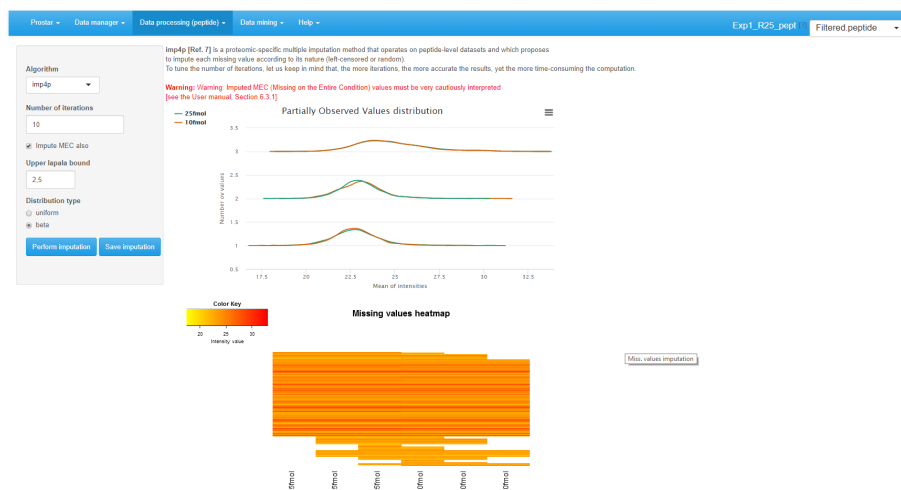 Prostar Data manager Data processing (peptide) Data mining Help Exp1_R25_pept [?] Filtered.peptide
imp4p [Ref. 7] is a proteomic-specific multiple imputation method that operates on peptide-level datasets and which proposes
to impute each missing value according to its nature (left-censored or random).
To tune the number of iterations, let us keep in mind that, the more iterations, the more accurate the results, yet the more time-consuming the computation.
Warning: Warning: Imputed MEC (Missing on the Entire Condition) values must be very cautiously interpreted
[see the User manual, Section 6.3.1]
Algorithm
imp4p
Number of iterations
10
Impute MEC also
Upper lapala bound
2,5
Distribution type
uniform
beta
Perform imputation Save imputation
Partially Observed Values distribution
25fmol
10fmol
Number ov values
3.5
3
2.5
2
1.5
1
0.5
17.5 20 22.5 25 27.5 30 32.5
Mean of intensities
Color Key
20 25 30
Intensity value
Missing values heatmap
Miss. values imputation
5fmol 5fmol 5fmol 0fmol 0fmol 0fmol